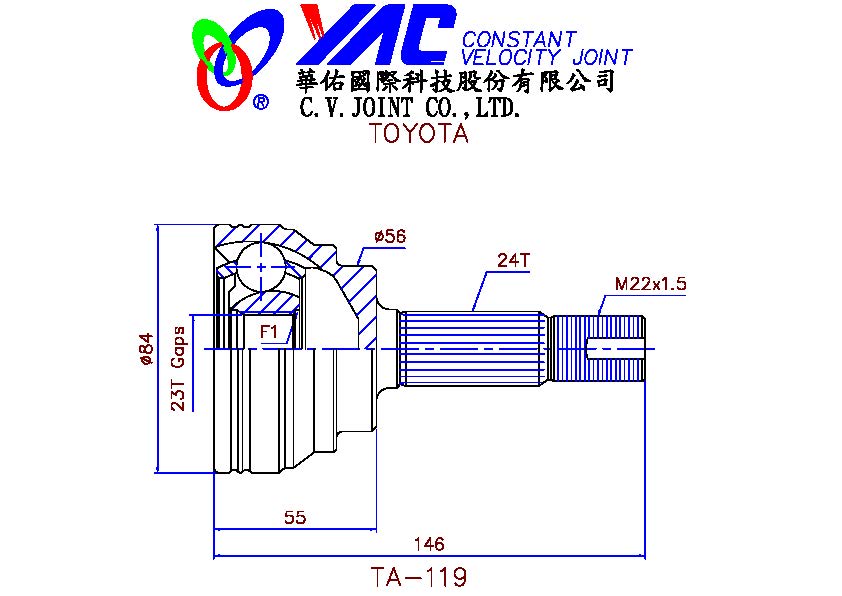 YAC CONSTANT
VELOCITY JOINT
®
華佑國際科技股份有限公司
C.V.JOINT CO.,LTD.
TOYOTA
ø56
24T
M22x1.5
F1
ø84
23T Gaps
55
146
TA-119